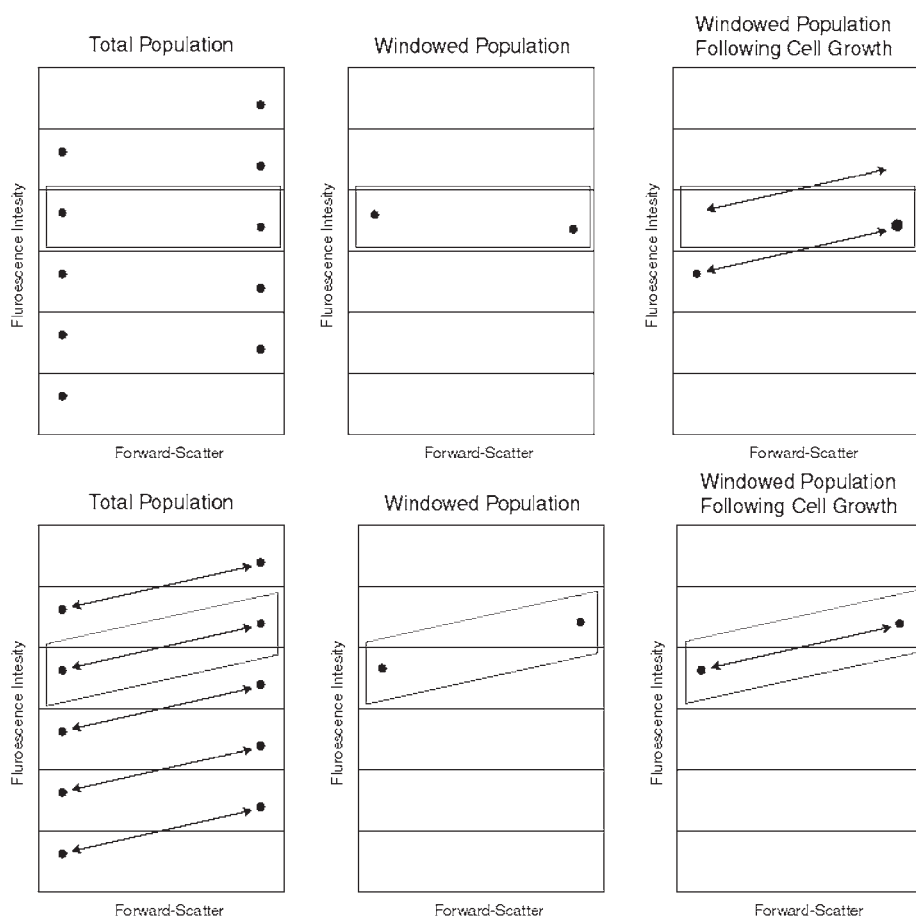 Total Population
Windowed Population
Windowed Population
Following Cell Growth
Fluroescence Intesity
Fluroescence Intesity
Fluroescence Intesity
Forward-Scatter
Forward-Scatter
Forward-Scatter
Total Population
Windowed Population
Windowed Population
Following Cell Growth
Fluroescence Intesity
Fluroescence Intesity
Fluroescence Intesity
Forward-Scatter
Forward-Scatter
Forward-Scatter